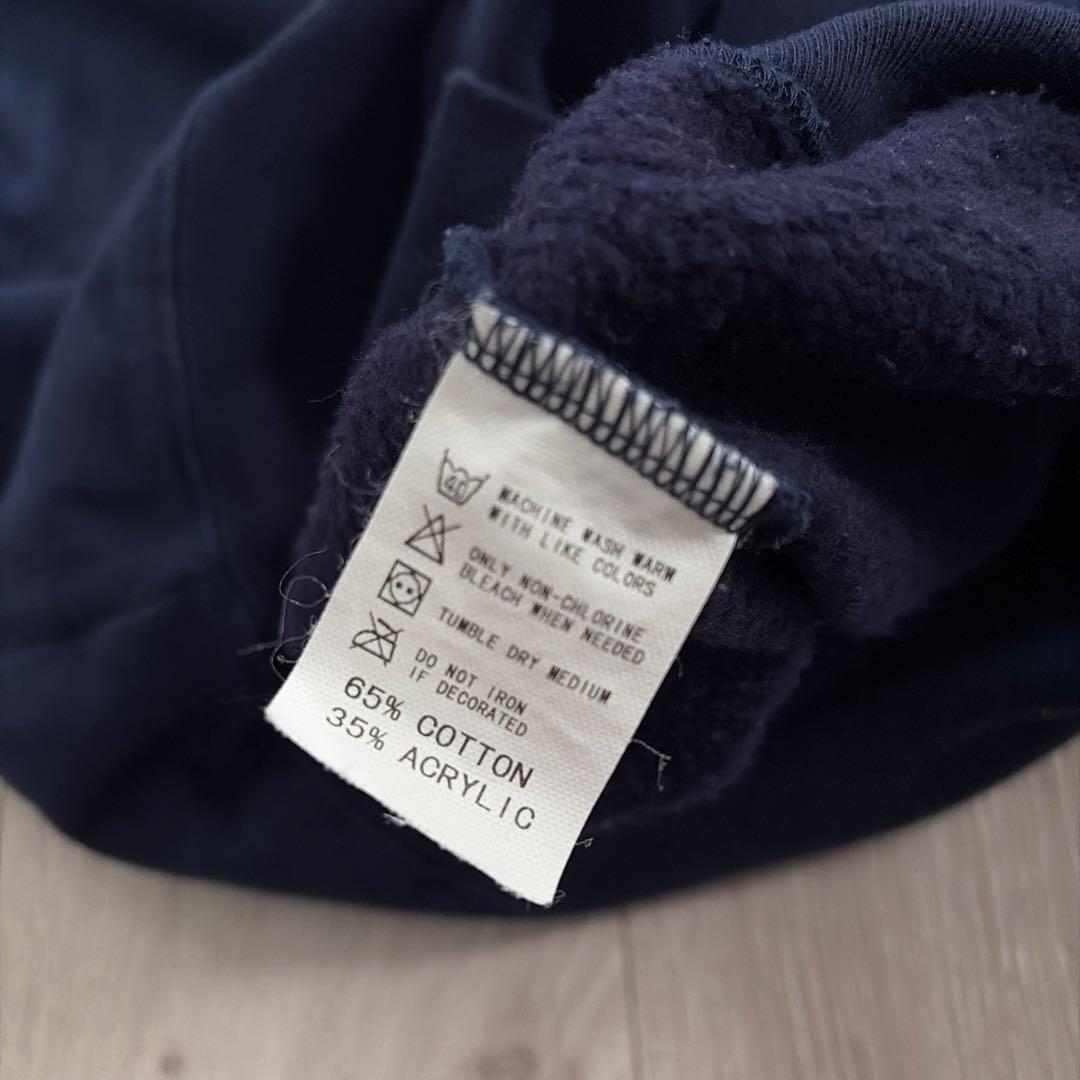 40
MACHINE WASH WARM
WITH LIKE COLORS
ONLY NON-CHLORINE
BLEACH WHEN NEEDED
TUMBLE DRY MEDIUM
DO NOT IRON
IF DECORATED
65% COTTON
35% ACRYLIC